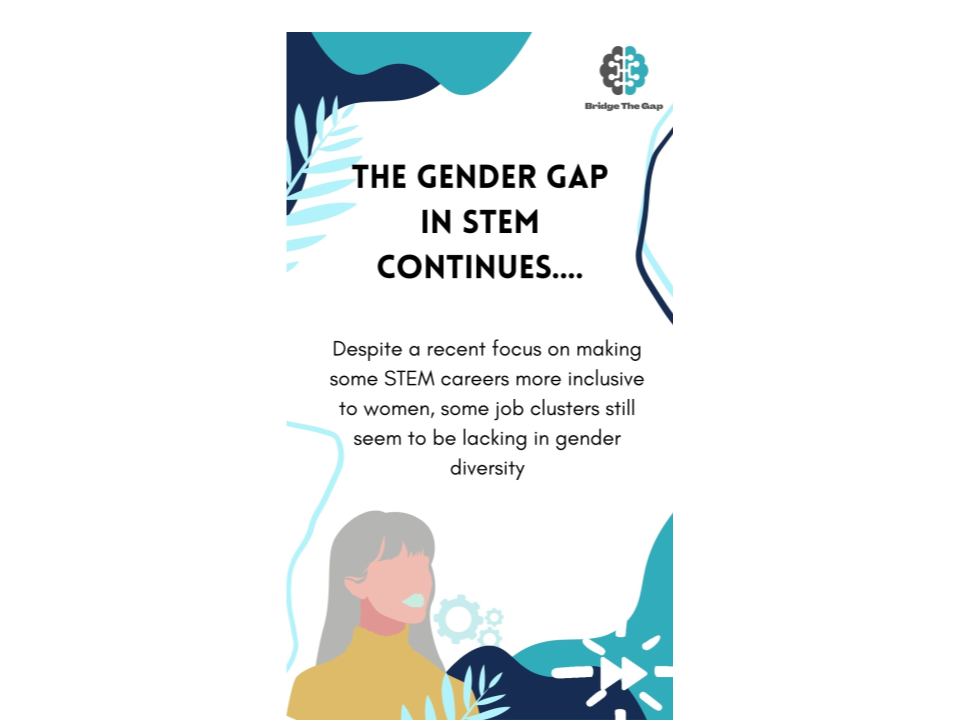 Bridge The Gap
THE GENDER GAP
IN STEM
CONTINUES....
Despite a recent focus on making
some STEM careers more inclusive
to women, some job clusters still
seem to be lacking in gender
diversity